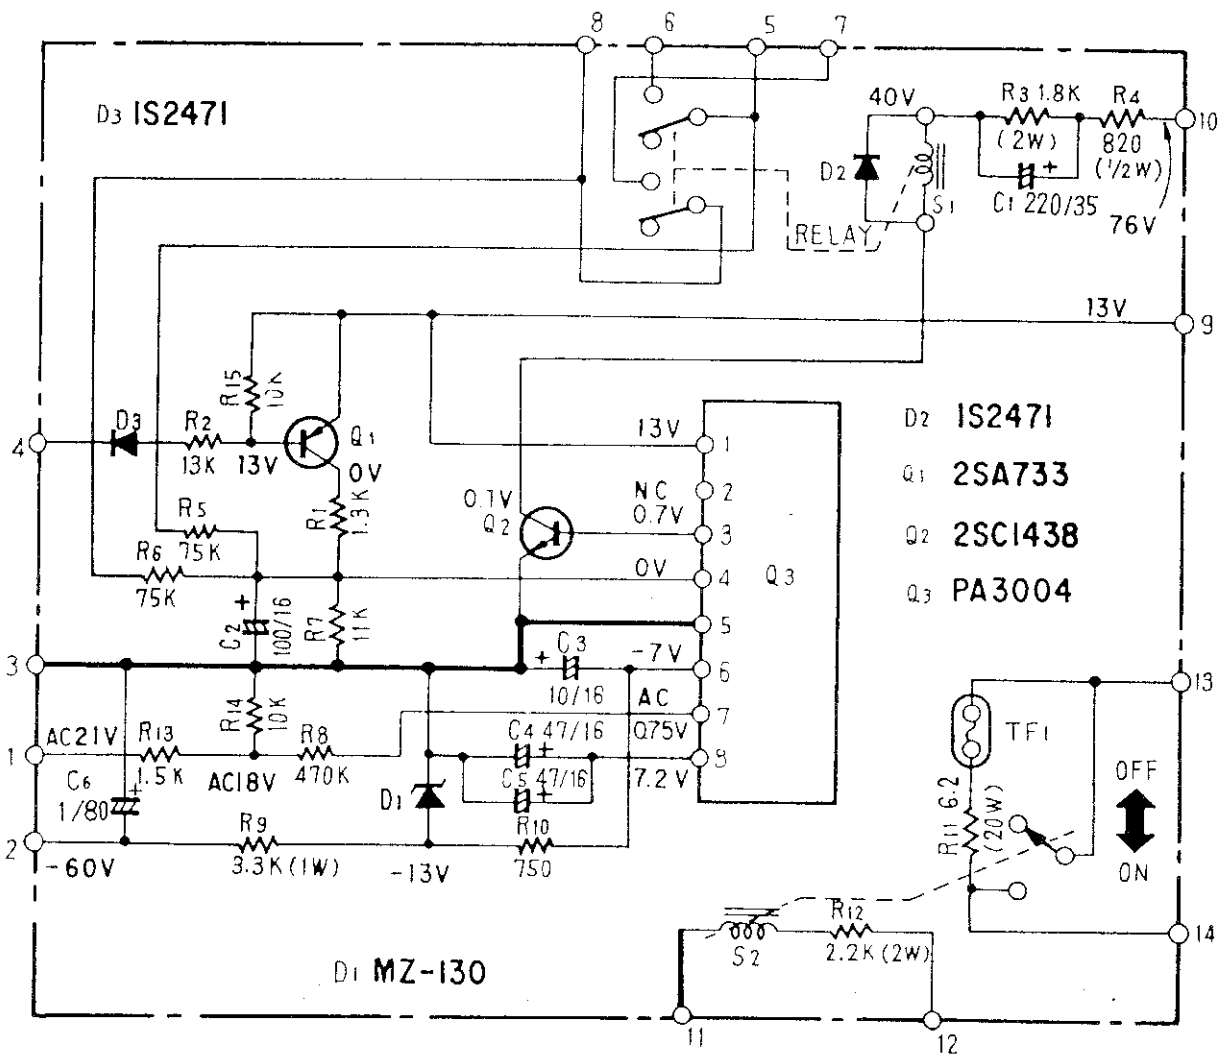 8 6 5 7
D3 1S2471
40V
R3 1.8K R4
10
(2W) 820
(1/2W)
D2
S1
C1 220/35
76V
RELAY
13V
9
R15
10K
D3 R2
4
13K 13V
Q1
0V
13V 1
D2 1S2471
Q1 2SA733
Q2 2SC1438
Q3 PA3004
NC 2
0.1V
Q2
0.7V 3
R1
1.3K
R5
75K
R6
75K
0V 4
Q3
C2
100/16
R7
11K
5
3
C3
-7V 6
10/16
13
R14
10K
AC 7
0.75V
AC21V R13 R8
C4 47/16
1
1.5K AC18V 470K
C5 47/16
7.2V 8
TF1
C6
1/80
D1
OFF
R11 6.2
(20W)
R9 R10
2
-60V 3.3K(1W) -13V 750
ON
R12
S2 2.2K(2W)
14
D1 MZ-130
11 12